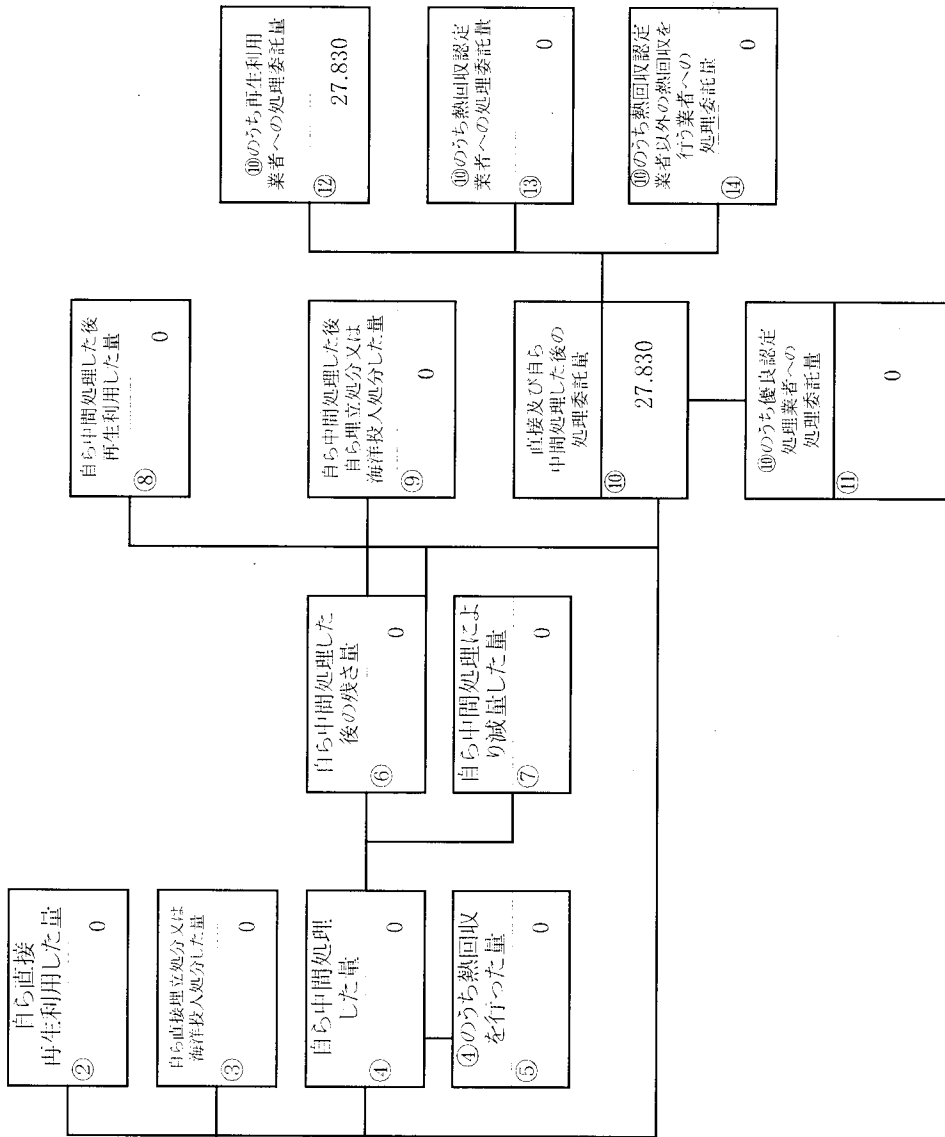 自ら直接
再生利用した量
②
0
自ら直接埋立処分又は
海洋投入処分した量
③
0
自ら中間処理
した量
④
0
④のうち熱回収
を行った量
⑤
0
自ら中間処理した
後の残さ量
⑥
0
自ら中間処理によ
り減量した量
⑦
0
自ら中間処理した後
再生利用した量
⑧
0
自ら中間処理した後
自ら埋立処分又は
海洋投入処分した量
⑨
0
直接及び自ら
中間処理した後の
処理委託量
⑩
27.830
⑩のうち優良認定
処理業者への
処理委託量
⑪
0
⑩のうち再生利用
業者への処理委託量
⑫
27.830
⑩のうち熱回収認定
業者への処理委託量
⑬
0
⑩のうち熱回収認定
業者以外の熱回収を
行う業者への
処理委託量
⑭
0